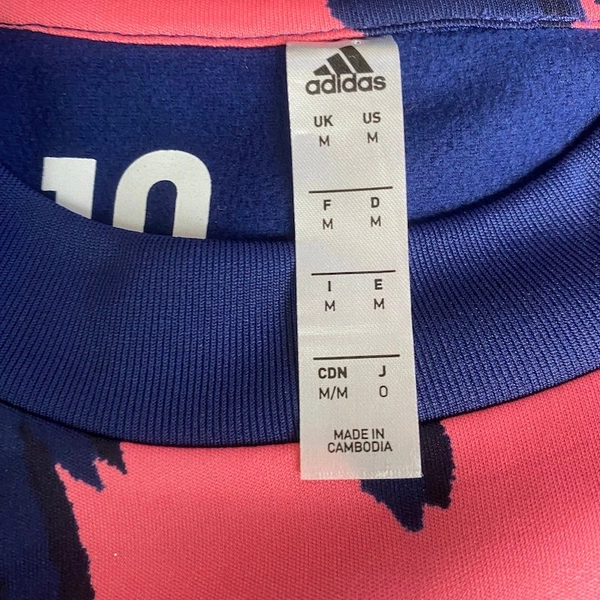 adidas
UK US
M M
F D
M M
I E
M M
CDN J
M/M O
MADE IN
CAMBODIA